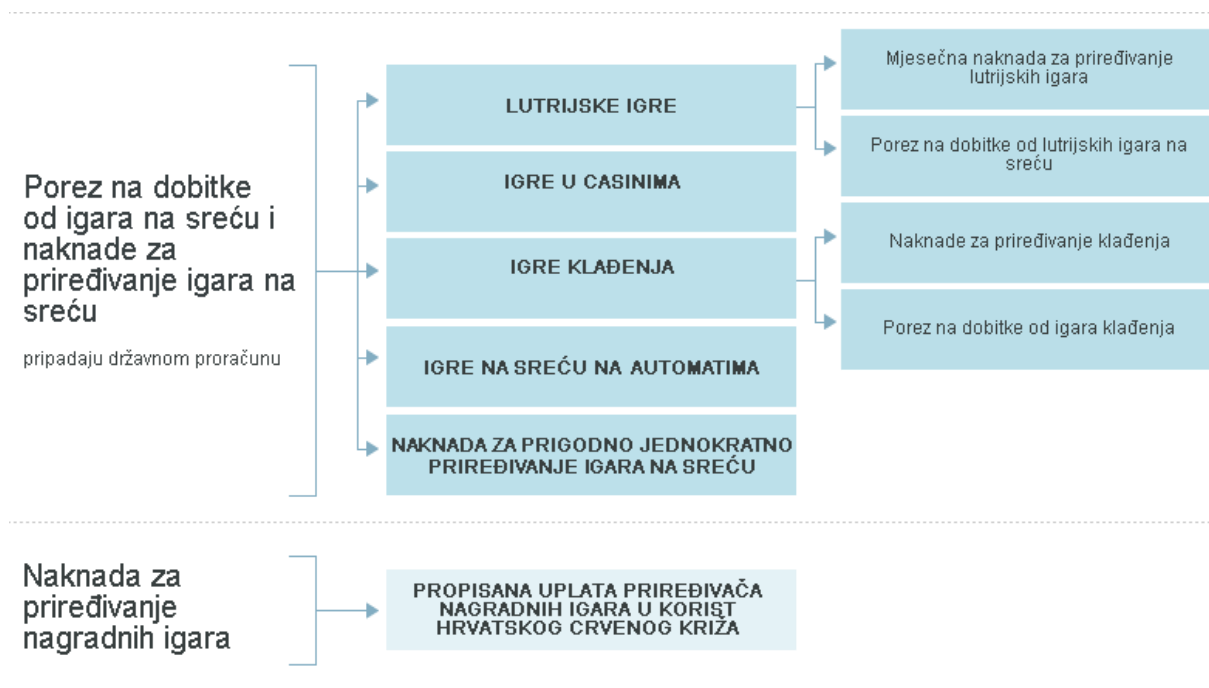 Porez na dobitke
od igara na sreću i
naknade za
priređivanje igara na
sreću
pripadaju državnom proračunu
LUTRIJSKE IGRE
IGRE U CASINIMA
IGRE KLAĐENJA
IGRE NA SREĆU NA AUTOMATIMA
NAKNADA ZA PRIGODNO JEDNOKRATNO
PRIREĐIVANJE IGARA NA SREĆU
Mjesečna naknada za priređivanje
lutrijskih igara
Porez na dobitke od lutrijskih igara na
sreću
Naknade za priređivanje klađenja
Porez na dobitke od igara klađenja
Naknada za
priređivanje
nagradnih igara
PROPISANA UPLATA PRIREĐIVAČA
NAGRADNIH IGARA U KORIST
HRVATSKOG CRVENOG KRIŽA